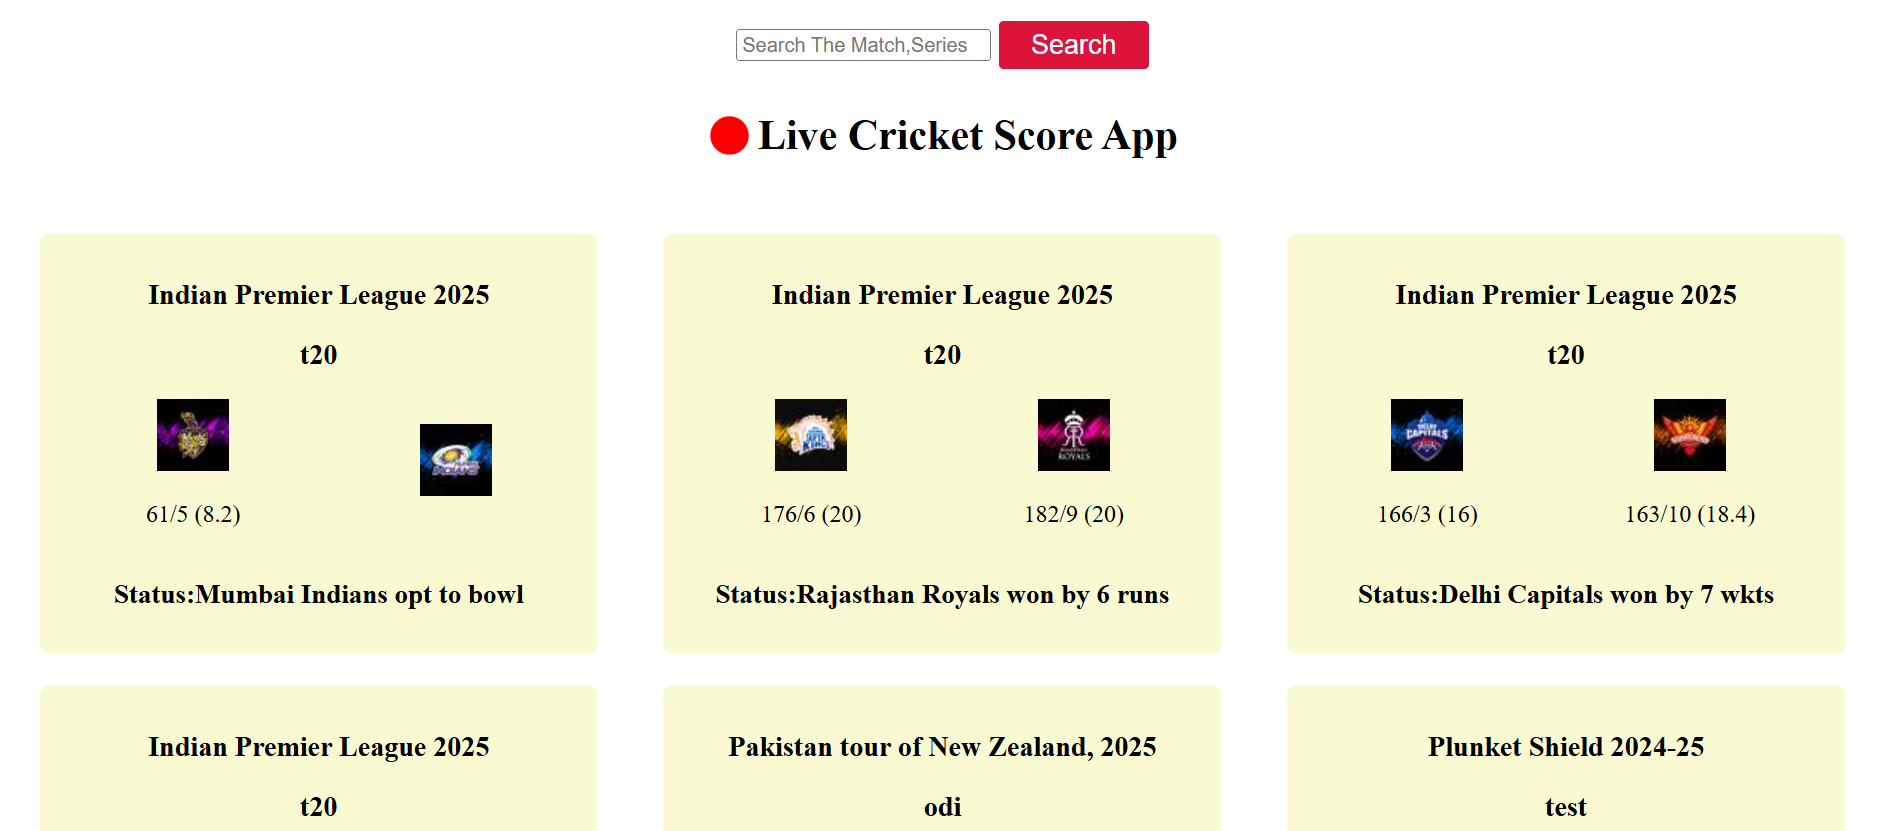 Search The Match,Series
Search
Live Cricket Score App
Indian Premier League 2025
t20
61/5 (8.2)
Status:Mumbai Indians opt to bowl
Indian Premier League 2025
t20
KINGS
ROYALS
176/6 (20)
182/9 (20)
Status:Rajasthan Royals won by 6 runs
Indian Premier League 2025
t20
DELHI
CAPITALS
166/3 (16)
163/10 (18.4)
Status:Delhi Capitals won by 7 wkts
Indian Premier League 2025
t20
Pakistan tour of New Zealand, 2025
odi
Plunket Shield 2024-25
test